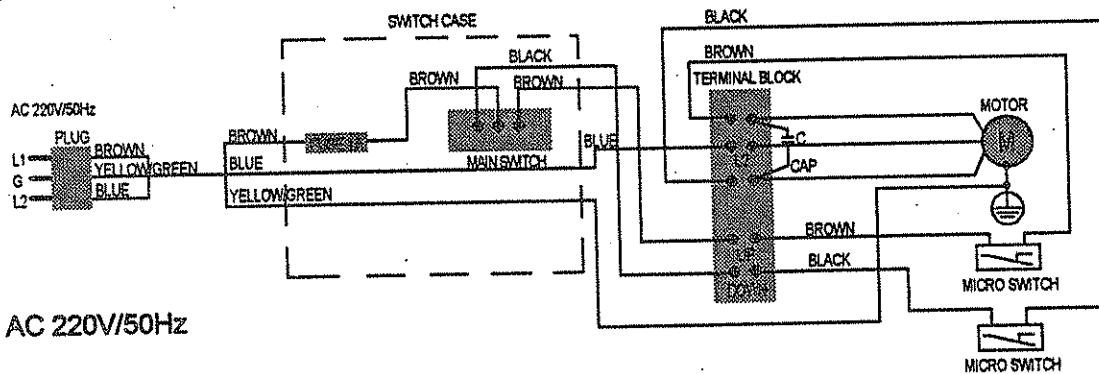 SWITCH CASE
BLACK
BLACK
BROWN
BROWN
BROWN
TERMINAL BLOCK
AC 220V/50Hz
MOTOR
PLUG
BROWN
BROWN
BLUE
C
M
L1
YELLOW/GREEN
BLUE
MAIN SWITCH
L2
CAP
G
BLUE
YELLOW/GREEN
L2
BROWN
UP
BLACK
MICRO SWITCH
DOWN
AC 220V/50Hz
MICRO SWITCH